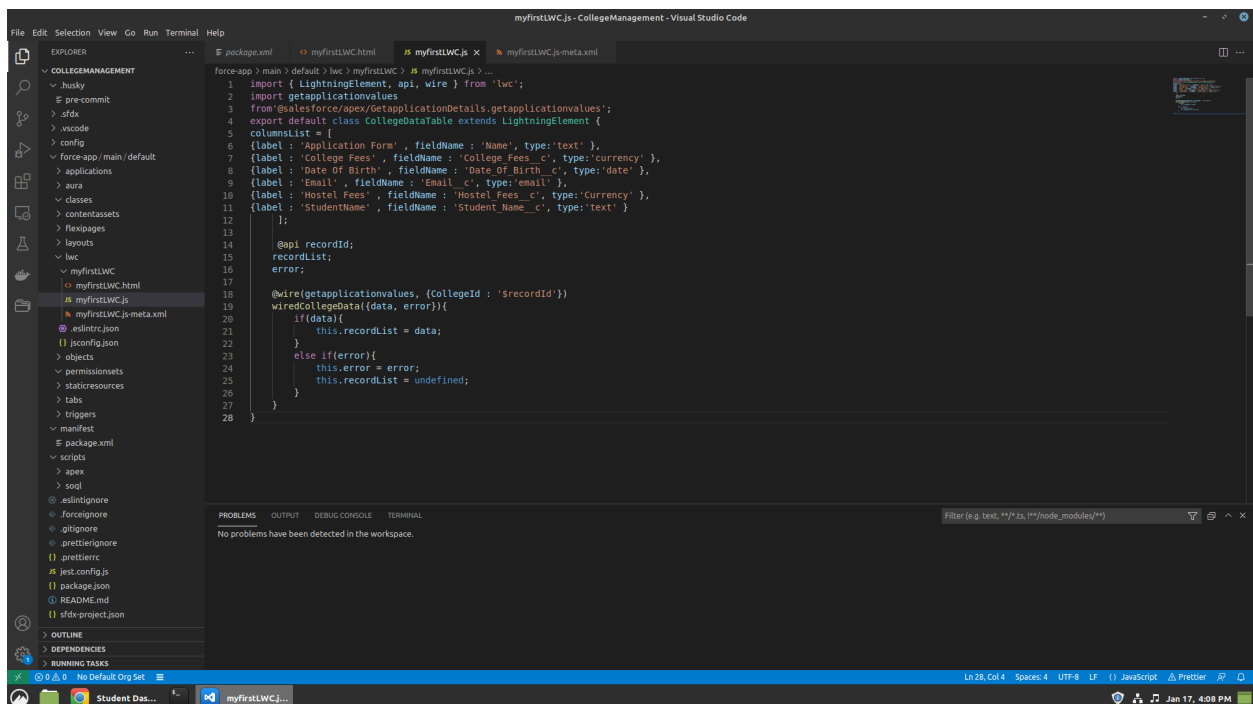 myfirstLWC.js - CollegeManagement - Visual Studio Code
File Edit Selection View Go Run Terminal Help
EXPLORER
COLLEGEMANAGEMENT
.husky
pre-commit
.sfdx
.vscode
config
force-app / main / default
applications
aura
classes
contentassets
flexipages
layouts
lwc
myfirstLWC
myfirstLWC.html
JS myfirstLWC.js
myfirstLWC.js-meta.xml
.eslintrc.json
{} jsconfig.json
objects
permissionsets
staticresources
tabs
triggers
manifest
package.xml
scripts
apex
soql
.eslintignore
.forceignore
.gitignore
.prettierignore
{} .prettierrc
JS jest.config.js
{} package.json
README.md
{} sfdx-project.json
OUTLINE
DEPENDENCIES
RUNNING TASKS
package.xml
myfirstLWC.html
JS myfirstLWC.js
myfirstLWC.js-meta.xml
force-app > main > default > lwc > myfirstLWC > JS myfirstLWC.js > ...
1 import { LightningElement, api, wire } from 'lwc';
2 import getapplicationvalues
3 from'@salesforce/apex/GetapplicationDetails.getapplicationvalues';
4 export default class CollegeDataTable extends LightningElement {
5 columnsList = [
6 {label : 'Application Form' , fieldName : 'Name', type:'text' },
7 {label : 'College Fees' , fieldName : 'College_Fees__c', type:'currency' },
8 {label : 'Date Of Birth' , fieldName : 'Date_Of_Birth__c', type:'date' },
9 {label : 'Email' , fieldName : 'Email__c', type:'email' },
10 {label : 'Hostel Fees' , fieldName : 'Hostel_Fees__c', type:'Currency' },
11 {label : 'StudentName' , fieldName : 'Student_Name__c', type:'text' }
12 ];
13
14 @api recordId;
15 recordList;
16 error;
17
18 @wire(getapplicationvalues, {CollegeId : '$recordId'})
19 wiredCollegeData({data, error}){
20 if(data){
21 this.recordList = data;
22 }
23 else if(error){
24 this.error = error;
25 this.recordList = undefined;
26 }
27 }
28 }
PROBLEMS OUTPUT DEBUG CONSOLE TERMINAL
Filter (e.g. text, **/*.ts, !**/node_modules/**)
No problems have been detected in the workspace.
0 0 No Default Org Set
Ln 28, Col 4 Spaces: 4 UTF-8 LF {} JavaScript Prettier
Student Das...
myfirstLWC.j...
Jan 17, 4:08 PM